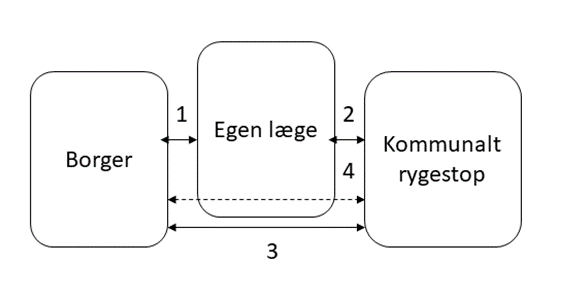 Borger
1
Egen læge
2
4
Kommunalt
rygestop
3